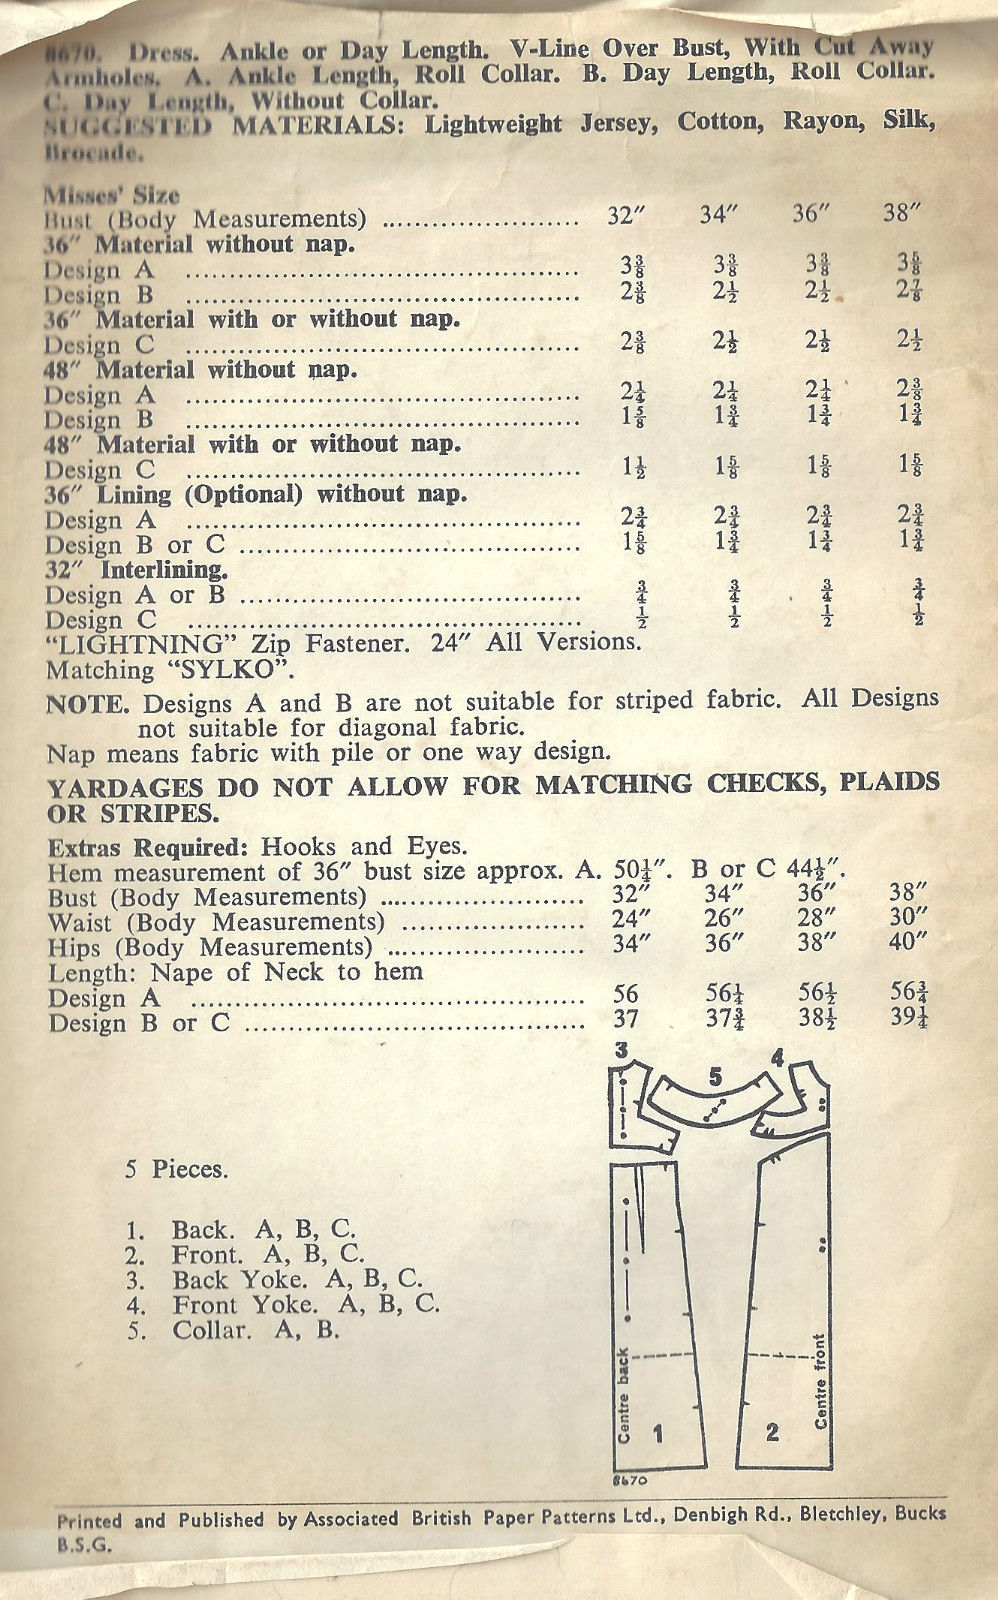 8670. Dress. Ankle or Day Length. V-Line Over Bust, With Cut Away
Armholes. A. Ankle Length, Roll Collar. B. Day Length, Roll Collar.
C. Day Length, Without Collar.
SUGGESTED MATERIALS: Lightweight Jersey, Cotton, Rayon, Silk,
Brocade.
Misses' Size
Bust (Body Measurements) .......................... 32″ 34″ 36″ 38″
36″ Material without nap.
Design A .................................................... 3⅜ 3⅜ 3⅜ 3⅝
Design B .................................................... 2⅜ 2½ 2½ 2⅞
36″ Material with or without nap.
Design C .................................................... 2⅜ 2½ 2½ 2½
48″ Material without nap.
Design A .................................................... 2¼ 2¼ 2¼ 2⅜
Design B .................................................... 1⅝ 1¾ 1¾ 1¾
48″ Material with or without nap.
Design C .................................................... 1½ 1⅝ 1⅝ 1⅝
36″ Lining (Optional) without nap.
Design A .................................................... 2¾ 2¾ 2¾ 2¾
Design B or C ............................................. 1⅝ 1¾ 1¾ 1¾
32″ Interlining.
Design A or B ............................................. ¾ ¾ ¾ ¾
Design C .................................................... ½ ½ ½ ½
"LIGHTNING" Zip Fastener. 24″ All Versions.
Matching "SYLKO".
NOTE. Designs A and B are not suitable for striped fabric. All Designs
not suitable for diagonal fabric.
Nap means fabric with pile or one way design.
YARDAGES DO NOT ALLOW FOR MATCHING CHECKS, PLAIDS
OR STRIPES.
Extras Required: Hooks and Eyes.
Hem measurement of 36″ bust size approx. A. 50¼″. B or C 44½″.
Bust (Body Measurements) ........................... 32″ 34″ 36″ 38″
Waist (Body Measurements) ........................ 24″ 26″ 28″ 30″
Hips (Body Measurements) .......................... 34″ 36″ 38″ 40″
Length: Nape of Neck to hem
Design A .................................................... 56 56¼ 56½ 56¾
Design B or C ............................................. 37 37¾ 38½ 39¼
3
4
5
5 Pieces.
1. Back. A, B, C.
2. Front. A, B, C.
3. Back Yoke. A, B, C.
4. Front Yoke. A, B, C.
5. Collar. A, B.
Centre back
1
2
Centre front
8670
Printed and Published by Associated British Paper Patterns Ltd., Denbigh Rd., Bletchley, Bucks
B.S.G.